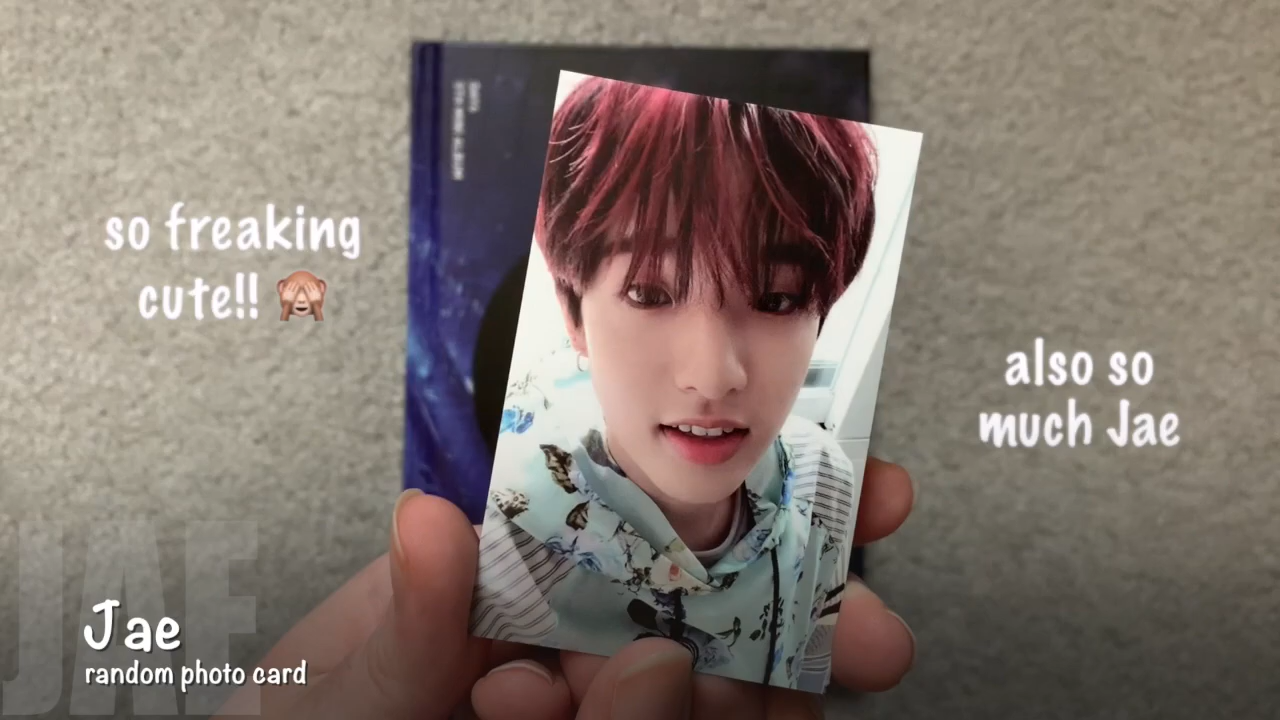 so freaking
cute!! 🙈
also so
much Jae
JAE
Jae
random photo card